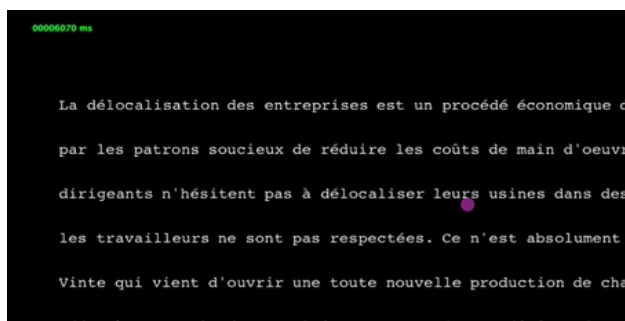 00006070 ms
La délocalisation des entreprises est un procédé économique
par les patrons soucieux de réduire les coûts de main d'oeuvr
dirigeants n'hésitent pas à délocaliser leurs usines dans des
les travailleurs ne sont pas respectées. Ce n'est absolument
Vinte qui vient d'ouvrir une toute nouvelle production de cha